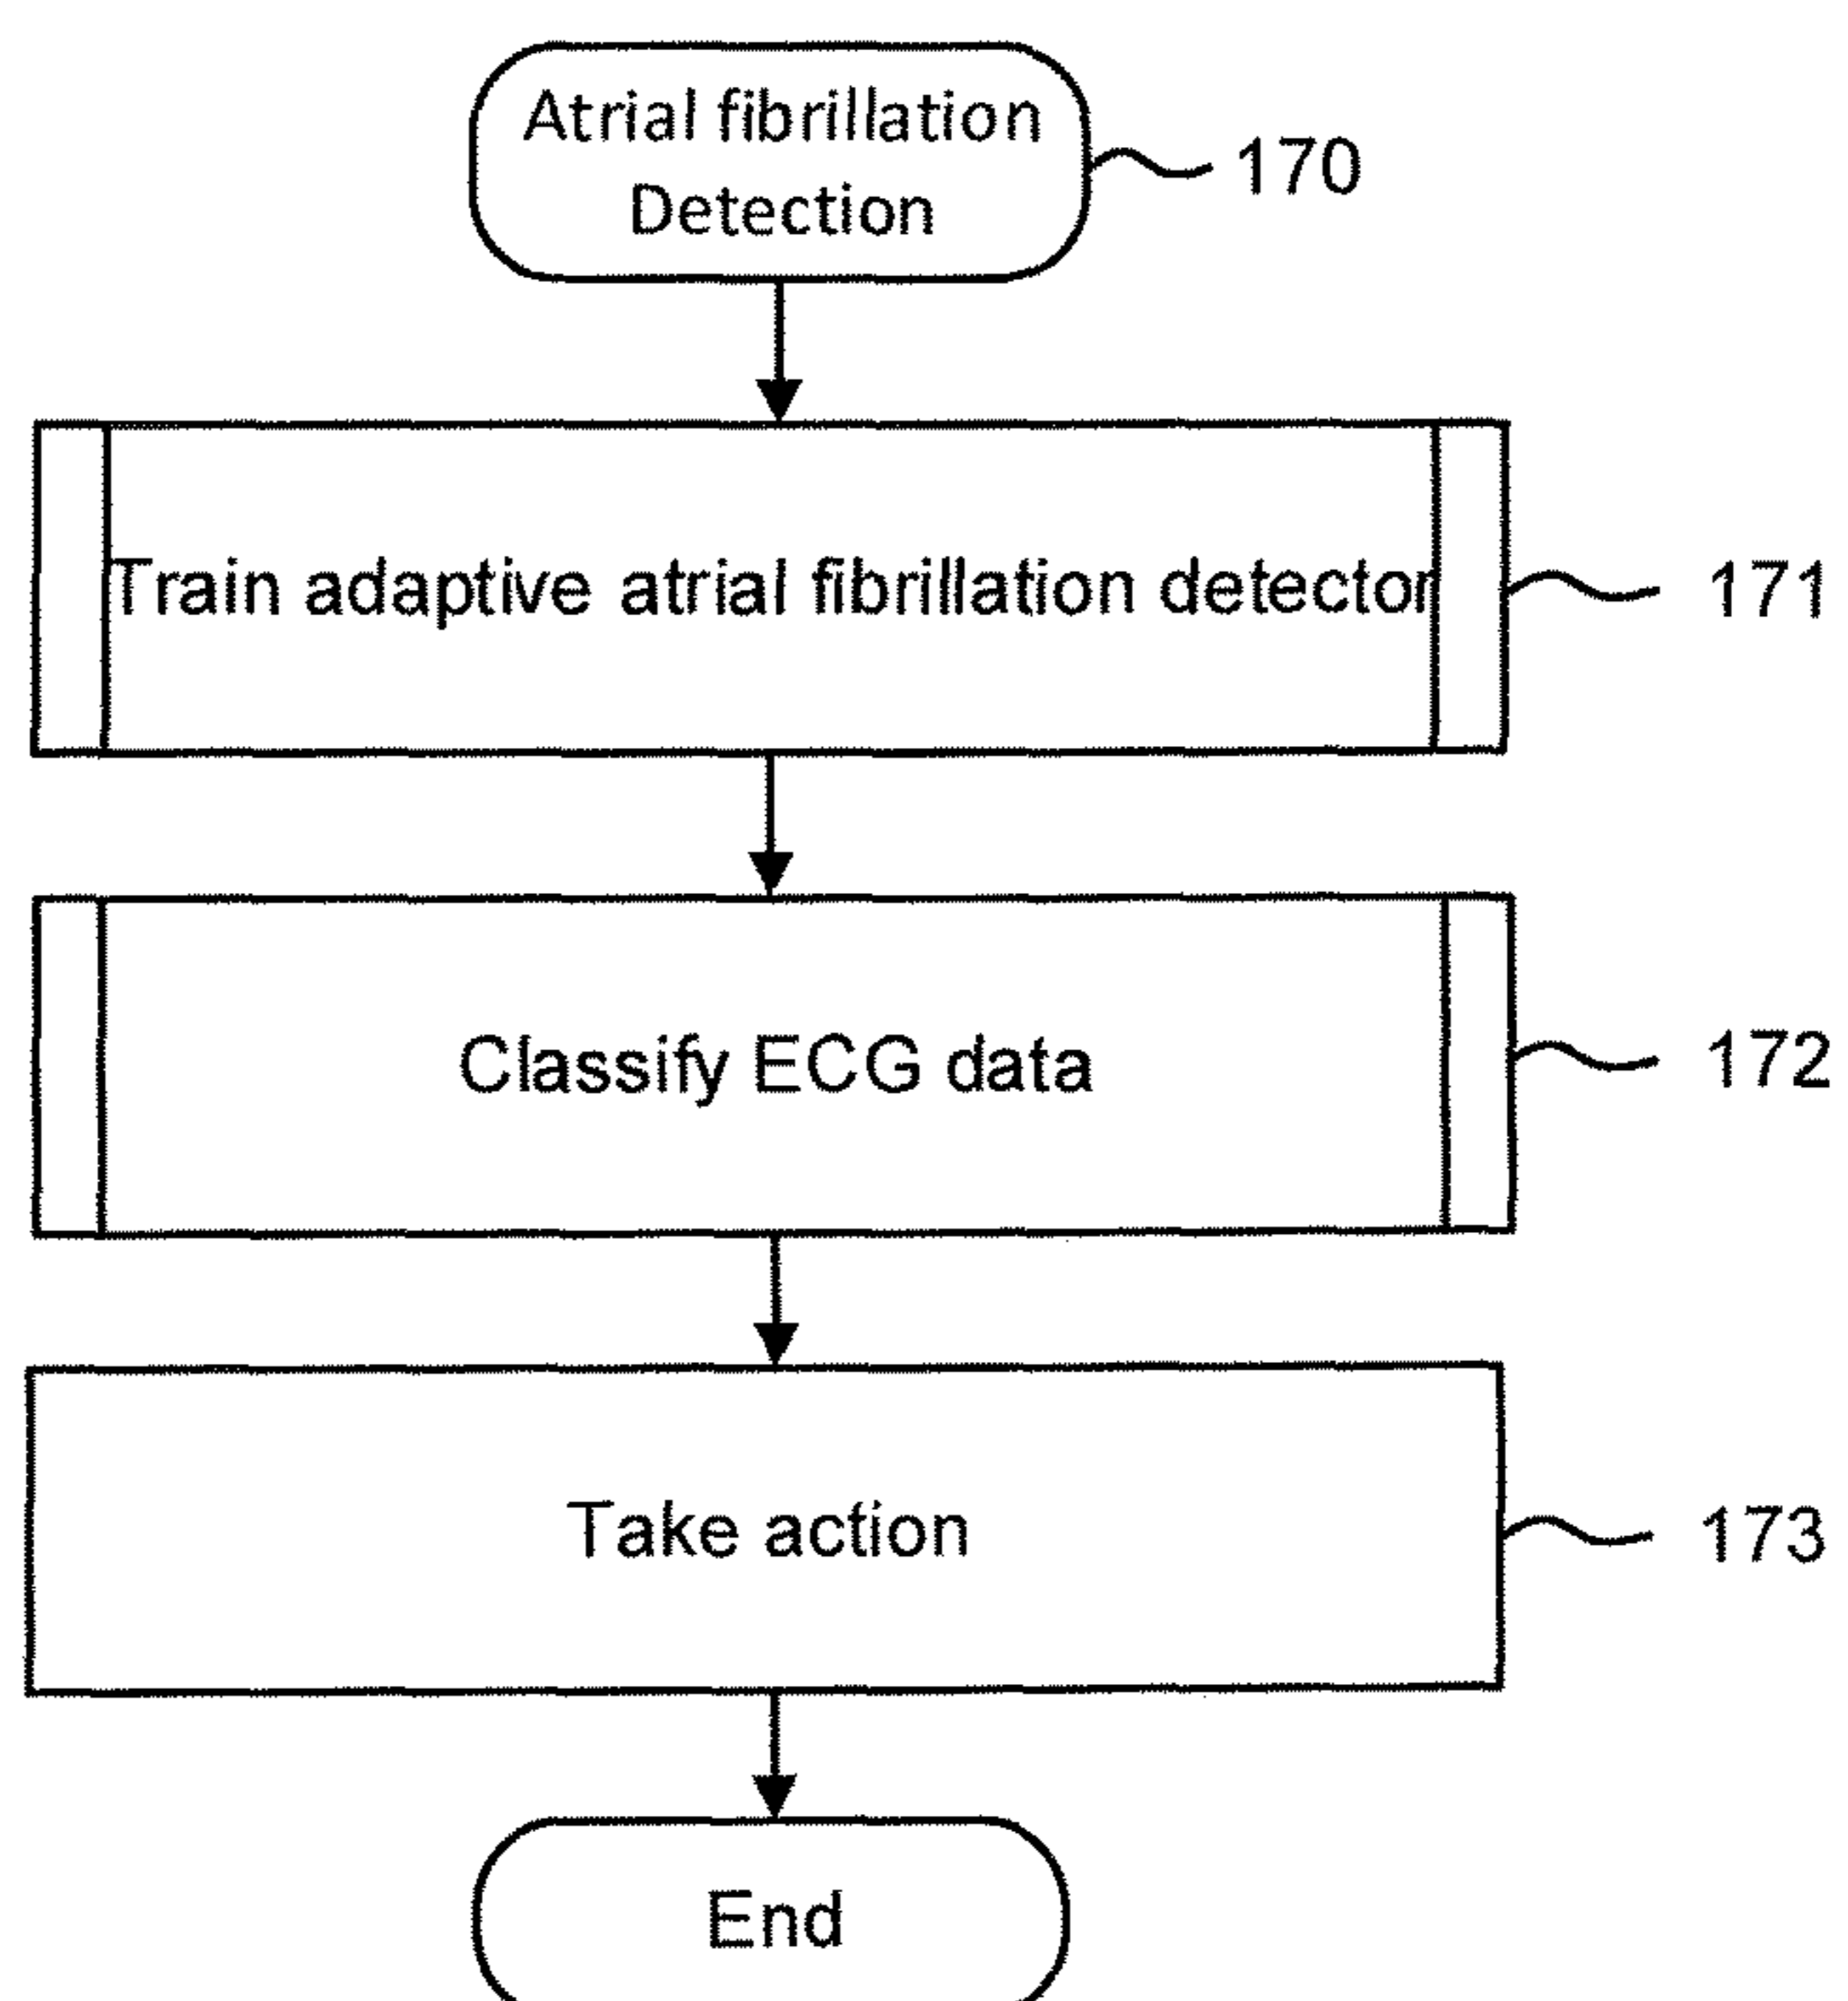 Atrial fibrillation
Detection
170
Train adaptive atrial fibrillation detector
171
Classify ECG data
172
Take action
173
End